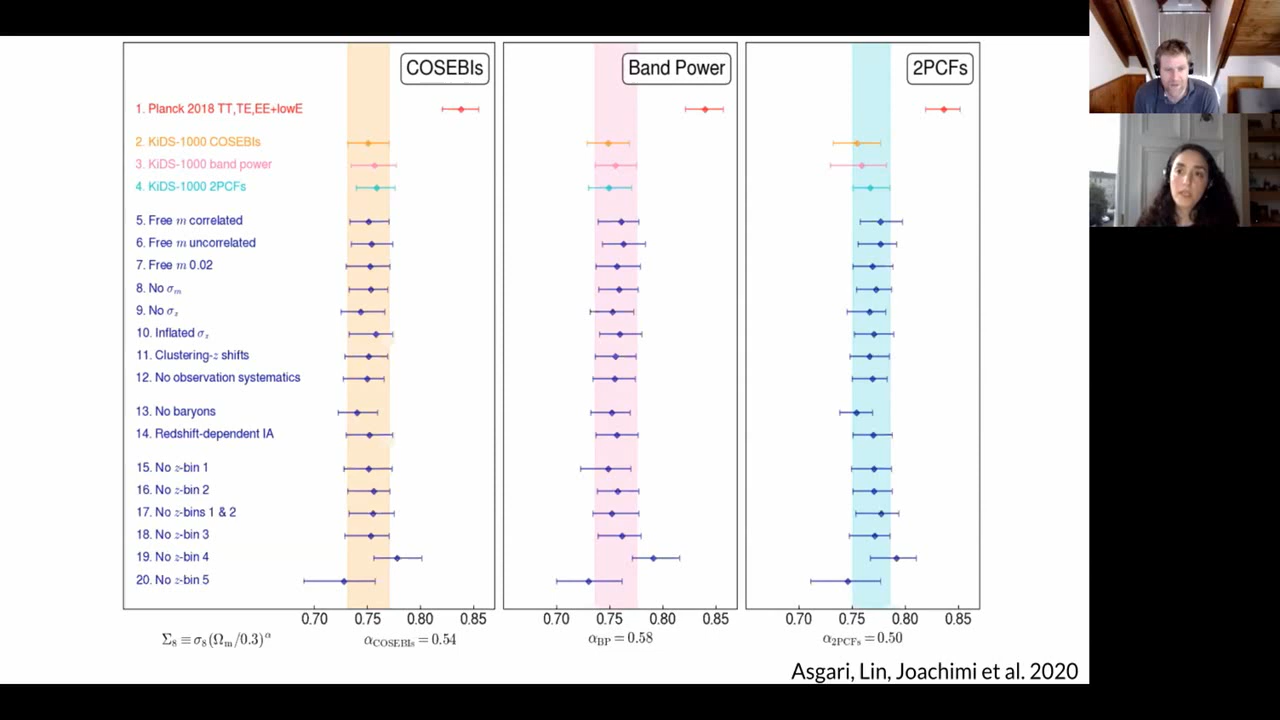 COSEBIs
Band Power
2PCFs
1. Planck 2018 TT,TE,EE+lowE
2. KiDS-1000 COSEBIs
3. KiDS-1000 band power
4. KiDS-1000 2PCFs
5. Free m correlated
6. Free m uncorrelated
7. Free m 0.02
8. No σₘ
9. No σ_z
10. Inflated σ_z
11. Clustering-z shifts
12. No observation systematics
13. No baryons
14. Redshift-dependent IA
15. No z-bin 1
16. No z-bin 2
17. No z-bins 1 & 2
18. No z-bin 3
19. No z-bin 4
20. No z-bin 5
0.70 0.75 0.80 0.85 0.70 0.75 0.80 0.85 0.70 0.75 0.80 0.85
Σ₈ ≡ σ₈(Ωₘ/0.3)^α α_COSEBIs = 0.54 α_BP = 0.58 α_2PCFs = 0.50
Asgari, Lin, Joachimi et al. 2020